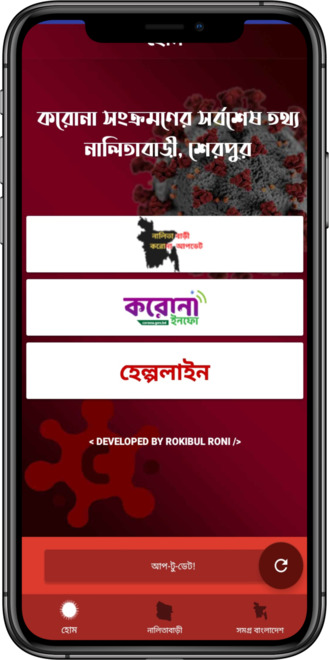 হোম
করোনা সংক্রমণের সর্বশেষ তথ্য
নালিতাবাড়ী, শেরপুর
নালিতা বাড়ী
করোনা আপডেট
করোনা
ইনফো
হেল্পলাইন
< DEVELOPED BY ROKIBUL RONI />
আপ-টু-ডেট!
হোম
নালিতাবাড়ী
সমগ্র বাংলাদেশ